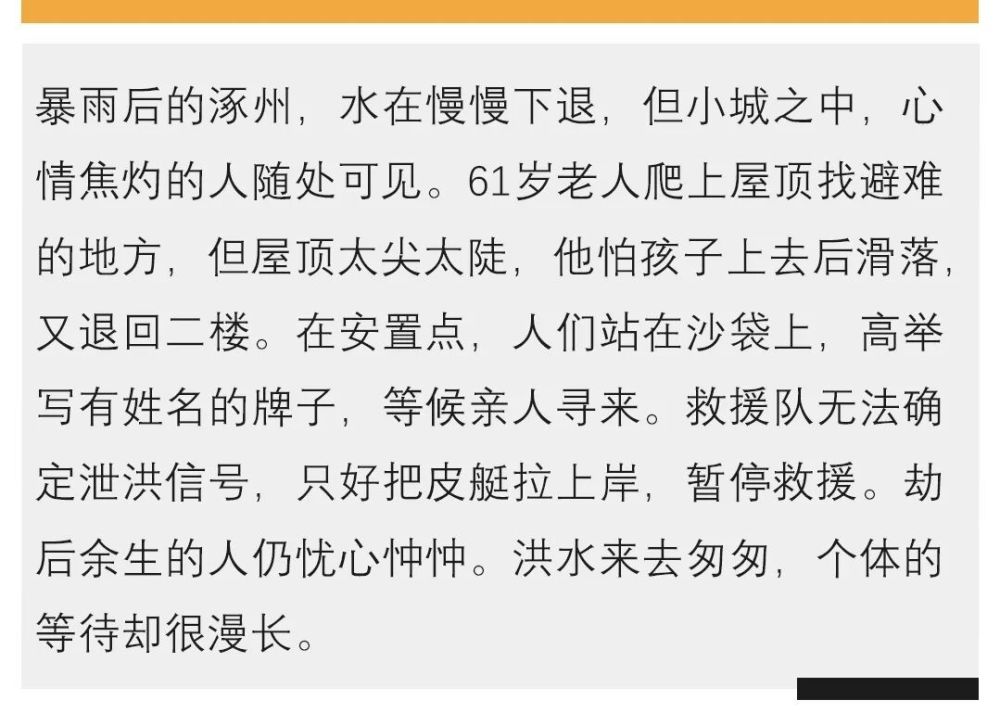 暴雨后的涿州，水在慢慢下退，但小城之中，心
情焦灼的人随处可见。61岁老人爬上屋顶找避难
的地方，但屋顶太尖太陡，他怕孩子上去后滑落，
又退回二楼。在安置点，人们站在沙袋上，高举
写有姓名的牌子，等候亲人寻来。救援队无法确
定泄洪信号，只好把皮艇拉上岸，暂停救援。劫
后余生的人仍忧心忡忡。洪水来去匆匆，个体的
等待却很漫长。